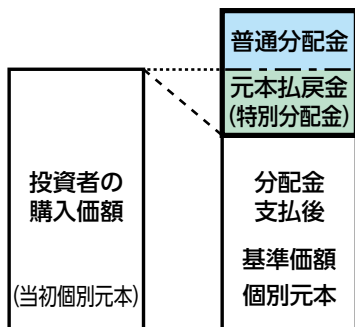 普通分配金
元本払戻金
(特別分配金)
投資者の
購入価額
(当初個別元本)
分配金
支払後
基準価額
個別元本